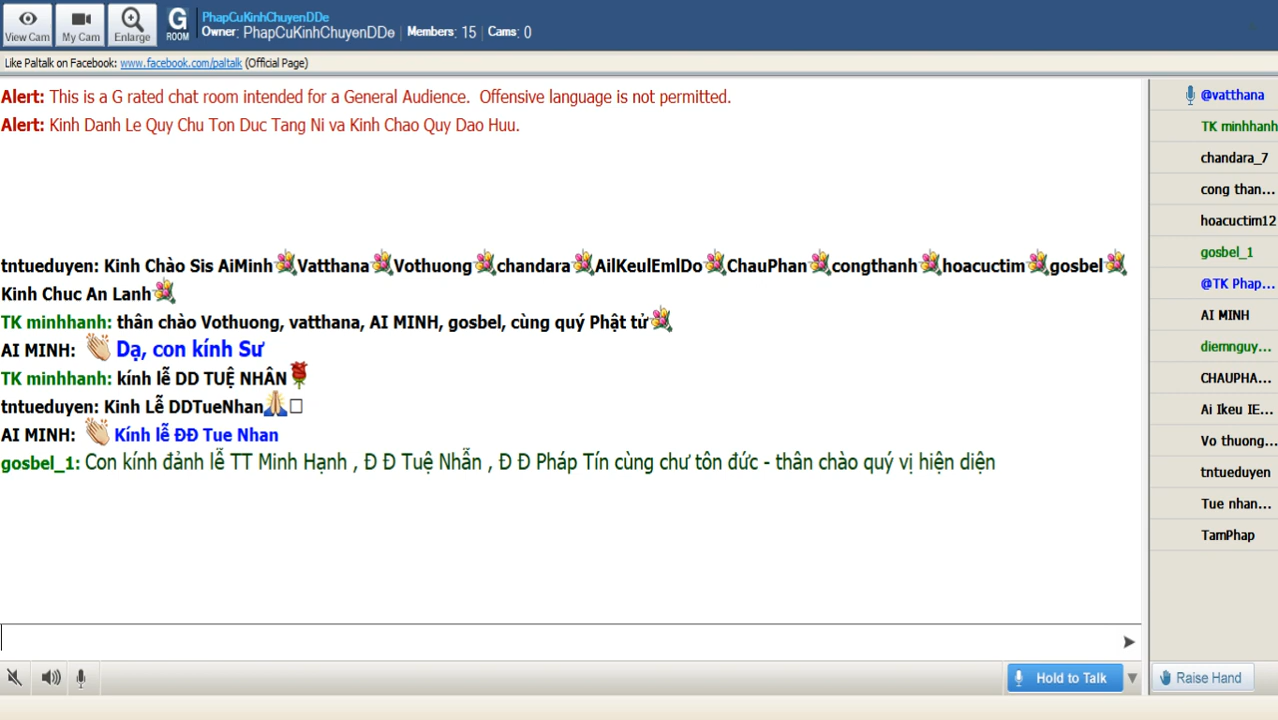 View Cam
My Cam
Enlarge
G
ROOM
PhapCuKinhChuyenDDe
Owner: PhapCuKinhChuyenDDe | Members: 15 | Cams: 0
Like Paltalk on Facebook: www.facebook.com/paltalk (Official Page)
Alert: This is a G rated chat room intended for a General Audience. Offensive language is not permitted.
Alert: Kinh Danh Le Quy Chu Ton Duc Tang Ni va Kinh Chao Quy Dao Huu.
tntueduyen: Kinh Chào Sis AiMinh Vatthana Vothuong chandara AilKeulEmlDo ChauPhan congthanh hoacuctim gosbel
Kinh Chuc An Lanh
TK minhhanh: thân chào Vothuong, vatthana, AI MINH, gosbel, cùng quý Phật tử
AI MINH: Dạ, con kính Sư
TK minhhanh: kính lễ DD TUỆ NHÂN
tntueduyen: Kinh Lễ DDTueNhan
AI MINH: Kính lễ ĐĐ Tue Nhan
gosbel_1: Con kính đảnh lễ TT Minh Hạnh , Đ Đ Tuệ Nhẫn , Đ Đ Pháp Tín cùng chư tôn đức - thân chào quý vị hiện diện
@vatthana
TK minhhanh
chandara_7
cong than...
hoacuctim12
gosbel_1
@TK Phap...
AI MINH
diemnguy...
CHAUPHA...
Ai Ikeu IE...
Vo thuong...
tntueduyen
Tue nhan...
TamPhap
Hold to Talk
Raise Hand